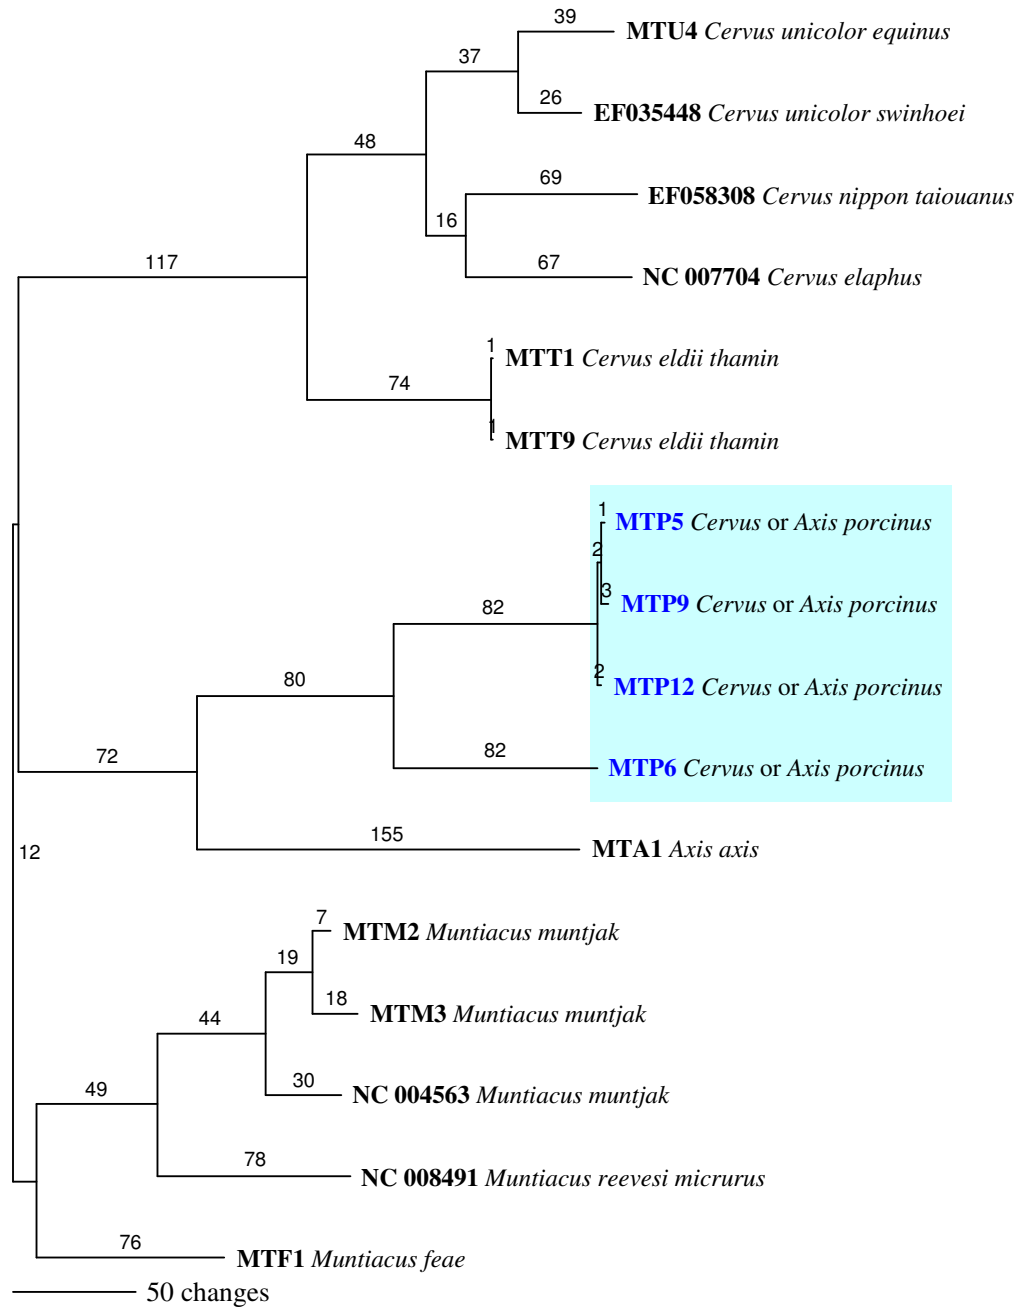 39
MTU4 Cervus unicolor equinus
37
26
EF035448 Cervus unicolor swinhoei
48
69
EF058308 Cervus nippon taiouanus
16
67
NC 007704 Cervus elaphus
117
1
MTT1 Cervus eldii thamin
74
1
MTT9 Cervus eldii thamin
1
MTP5 Cervus or Axis porcinus
2
3
MTP9 Cervus or Axis porcinus
82
2
MTP12 Cervus or Axis porcinus
80
82
MTP6 Cervus or Axis porcinus
72
155
MTA1 Axis axis
12
7
MTM2 Muntiacus muntjak
19
18
MTM3 Muntiacus muntjak
44
30
NC 004563 Muntiacus muntjak
49
78
NC 008491 Muntiacus reevesi micrurus
76
MTF1 Muntiacus feae
50 changes